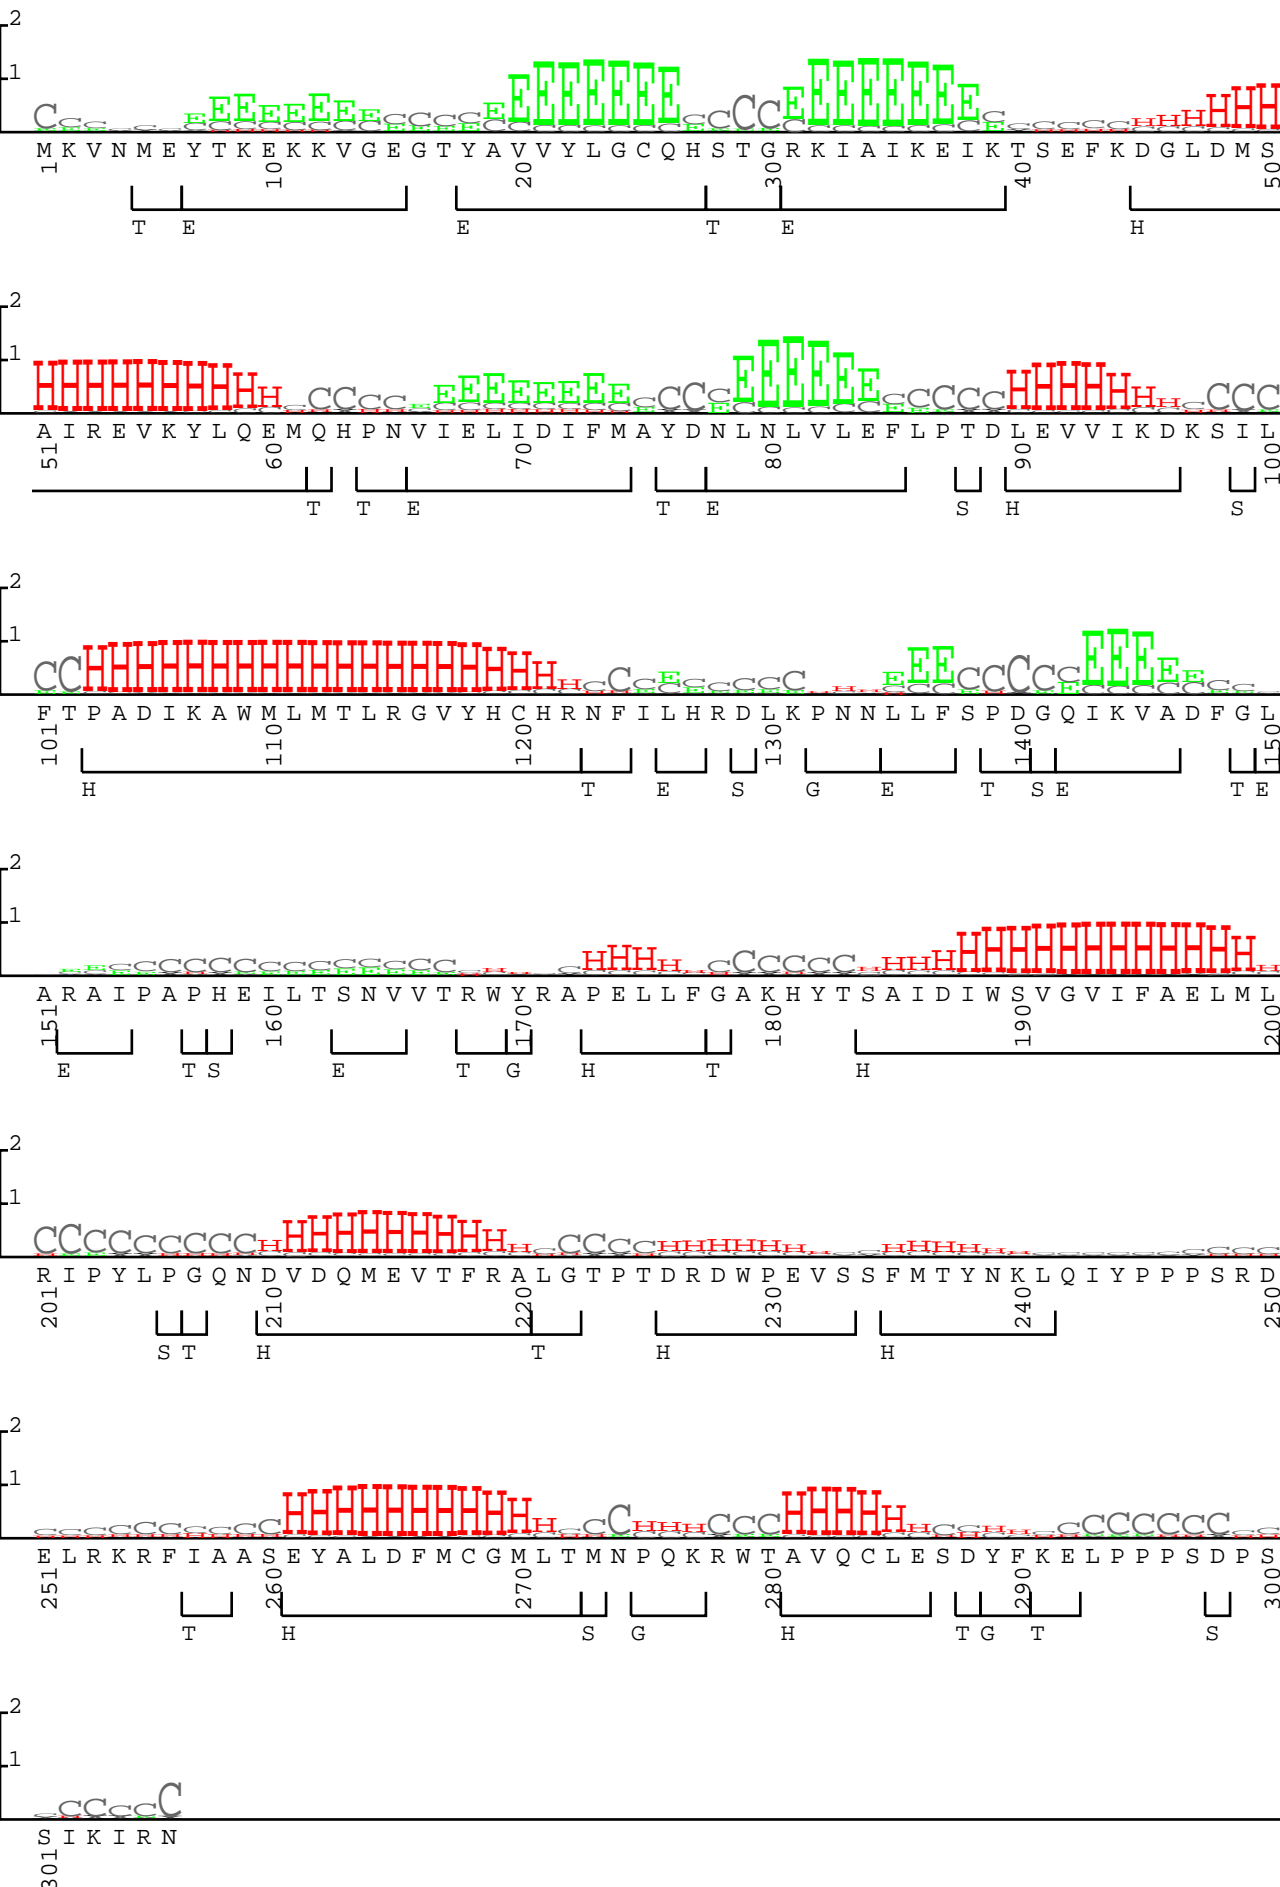 2
1
M K V N M E Y T K E K K V G E G T Y A V V Y L G C Q H S T G R K I A I K E I K T S E F K D G L D M S
1 10 20 30 40 50
T E E T E H
2
1
A I R E V K Y L Q E M Q H P N V I E L I D I F M A Y D N L N L V L E F L P T D L E V V I K D K S I L
51 60 70 80 90 100
T T E T E S H S
2
1
F T P A D I K A W M L M T L R G V Y H C H R N F I L H R D L K P N N L L F S P D G Q I K V A D F G L
101 110 120 130 140 150
H T E S G E T S E T E
2
1
A R A I P A P H E I L T S N V V T R W Y R A P E L L F G A K H Y T S A I D I W S V G V I F A E L M L
151 160 170 180 190 200
E T S E T G H T H
2
1
R I P Y L P G Q N D V D Q M E V T F R A L G T P T D R D W P E V S S F M T Y N K L Q I Y P P P S R D
201 210 220 230 240 250
S T H T H H
2
1
E L R K R F I A A S E Y A L D F M C G M L T M N P Q K R W T A V Q C L E S D Y F K E L P P P S D P S
251 260 270 280 290 300
T H S G H T G T S
2
1
S I K I R N
301